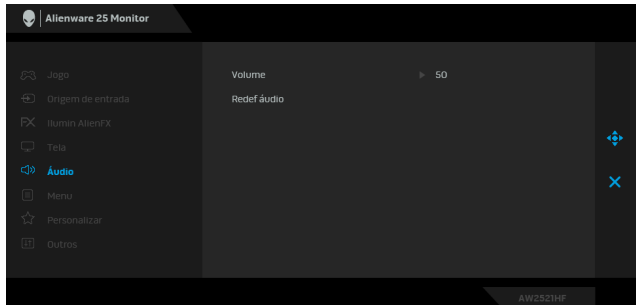 Alienware 25 Monitor
Jogo
Volume 50
Origem de entrada
Redef áudio
FX Ilumin AlienFX
Tela
Áudio
Menu
Personalizar
Outros
AW2521HF